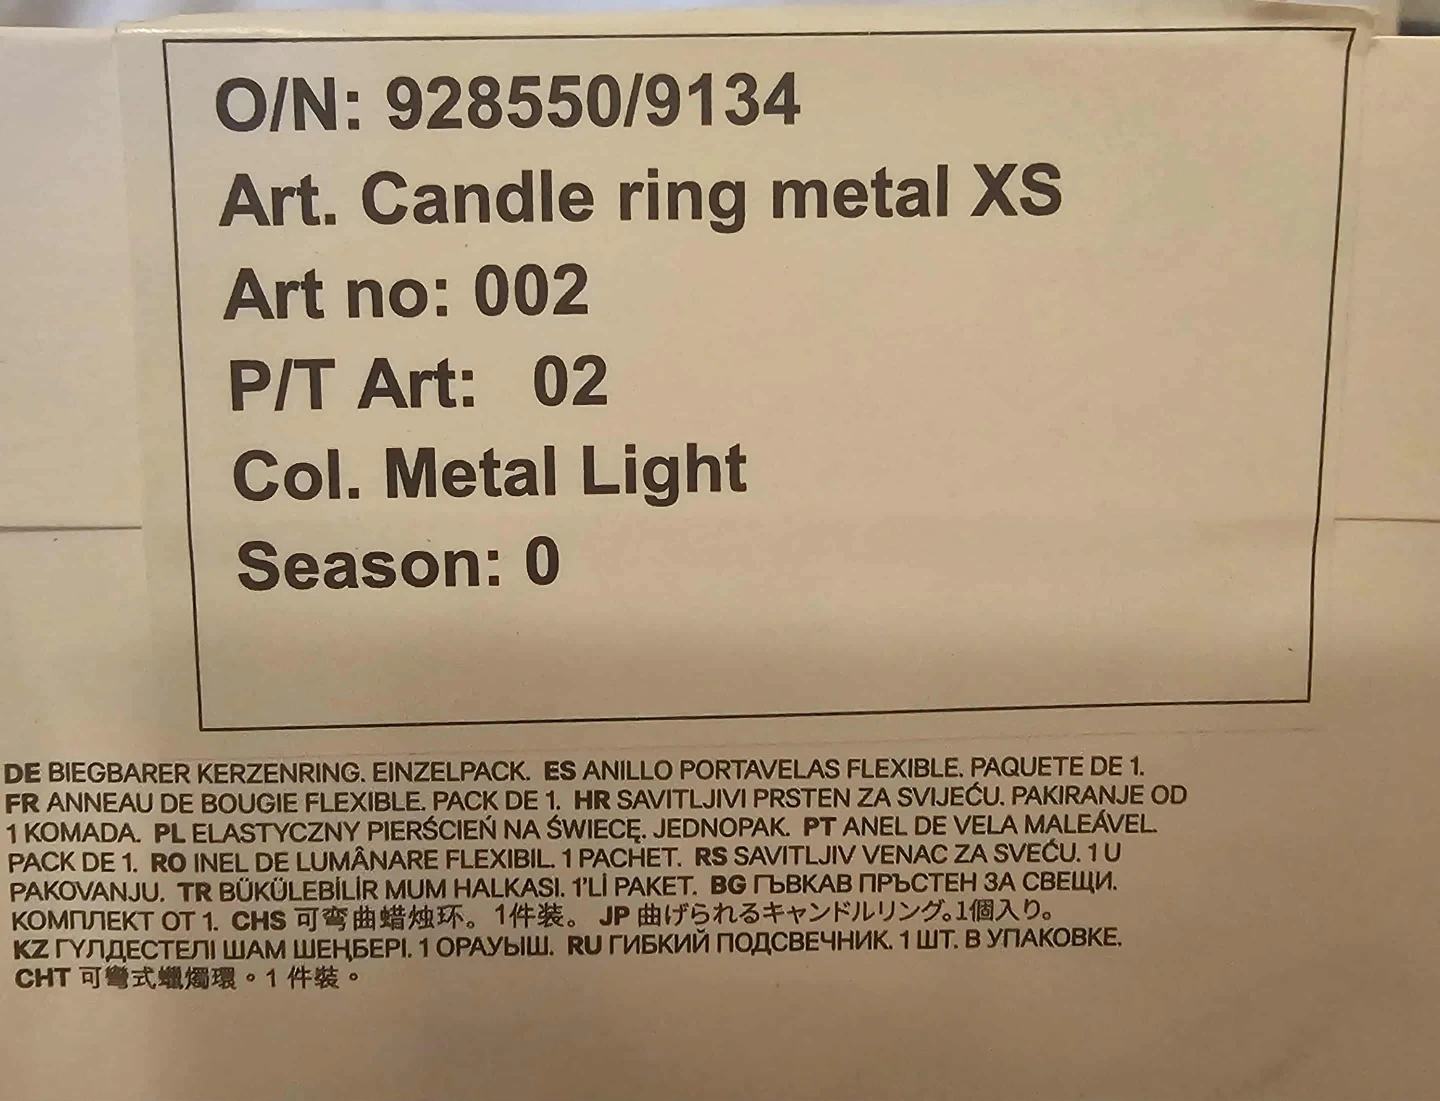 O/N: 928550/9134
Art. Candle ring metal XS
Art no: 002
P/T Art: 02
Col. Metal Light
Season: 0
DE BIEGBARER KERZENRING. EINZELPACK. ES ANILLO PORTAVELAS FLEXIBLE. PAQUETE DE 1.
FR ANNEAU DE BOUGIE FLEXIBLE. PACK DE 1. HR SAVITLJIVI PRSTEN ZA SVIJEĆU. PAKIRANJE OD
1 KOMADA. PL ELASTYCZNY PIERŚCIEŃ NA ŚWIECĘ. JEDNOPAK. PT ANEL DE VELA MALEÁVEL.
PACK DE 1. RO INEL DE LUMÂNARE FLEXIBIL. 1 PACHET. RS SAVITLJIV VENAC ZA SVEĆU. 1 U
PAKOVANJU. TR BÜKÜLEBİLİR MUM HALKASI. 1'Lİ PAKET. BG ГЪВКАВ ПРЪСТЕН ЗА СВЕЩИ.
КОМПЛЕКТ ОТ 1. CHS 可弯曲蜡烛环。1件装。 JP 曲げられるキャンドルリング。1個入り。
KZ ГҮЛДЕСТЕЛІ ШАМ ШЕҢБЕРІ. 1 ОРАУЫШ. RU ГИБКИЙ ПОДСВЕЧНИК. 1 ШТ. В УПАКОВКЕ.
CHT 可彎式蠟燭環。1 件裝。